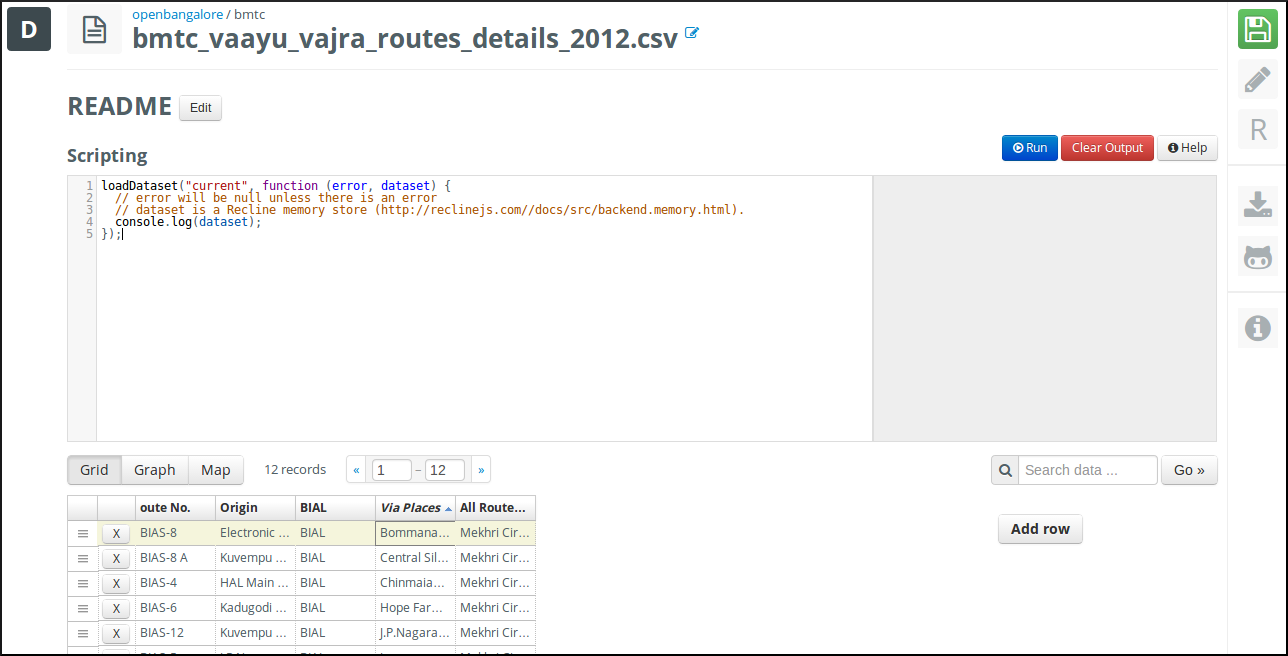 D
openbangalore / bmtc
bmtc_vaayu_vajra_routes_details_2012.csv
README Edit
Scripting
Run Clear Output Help
1 loadDataset("current", function (error, dataset) {
2 // error will be null unless there is an error
3 // dataset is a Recline memory store (http://reclinejs.com//docs/src/backend.memory.html).
4 console.log(dataset);
5 });
R
Grid Graph Map 12 records « 1 – 12 » Search data ... Go »
oute No. Origin BIAL Via Places All Route...
X BIAS-8 Electronic ... BIAL Bommana... Mekhri Cir...
Add row
X BIAS-8 A Kuvempu ... BIAL Central Sil... Mekhri Cir...
X BIAS-4 HAL Main ... BIAL Chinmaia... Mekhri Cir...
X BIAS-6 Kadugodi ... BIAL Hope Far... Mekhri Cir...
X BIAS-12 Kuvempu ... BIAL J.P.Nagara... Mekhri Cir...